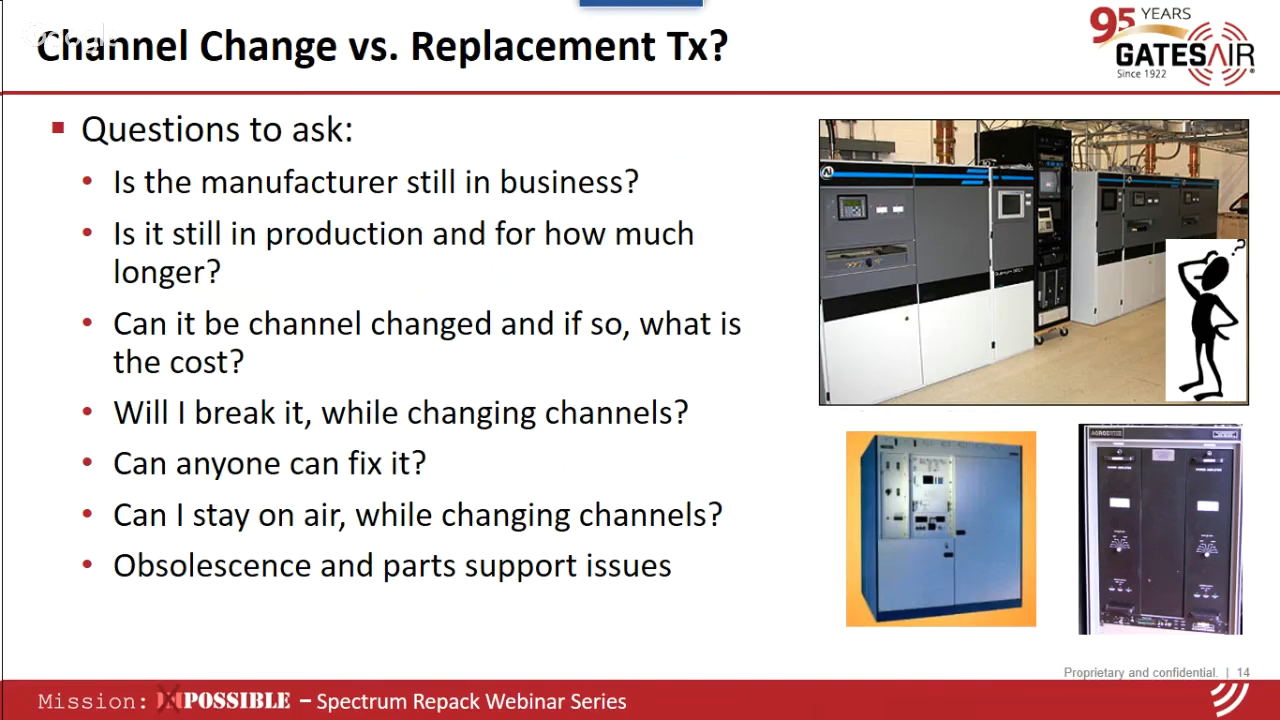 Channel Change vs. Replacement Tx?
95 YEARS
GATESAIR
Since 1922
Questions to ask:
Is the manufacturer still in business?
Is it still in production and for how much
longer?
Can it be channel changed and if so, what is
the cost?
Will I break it, while changing channels?
Can anyone can fix it?
Can I stay on air, while changing channels?
Obsolescence and parts support issues
?
?
Proprietary and confidential. | 14
Mission: IMPOSSIBLE – Spectrum Repack Webinar Series